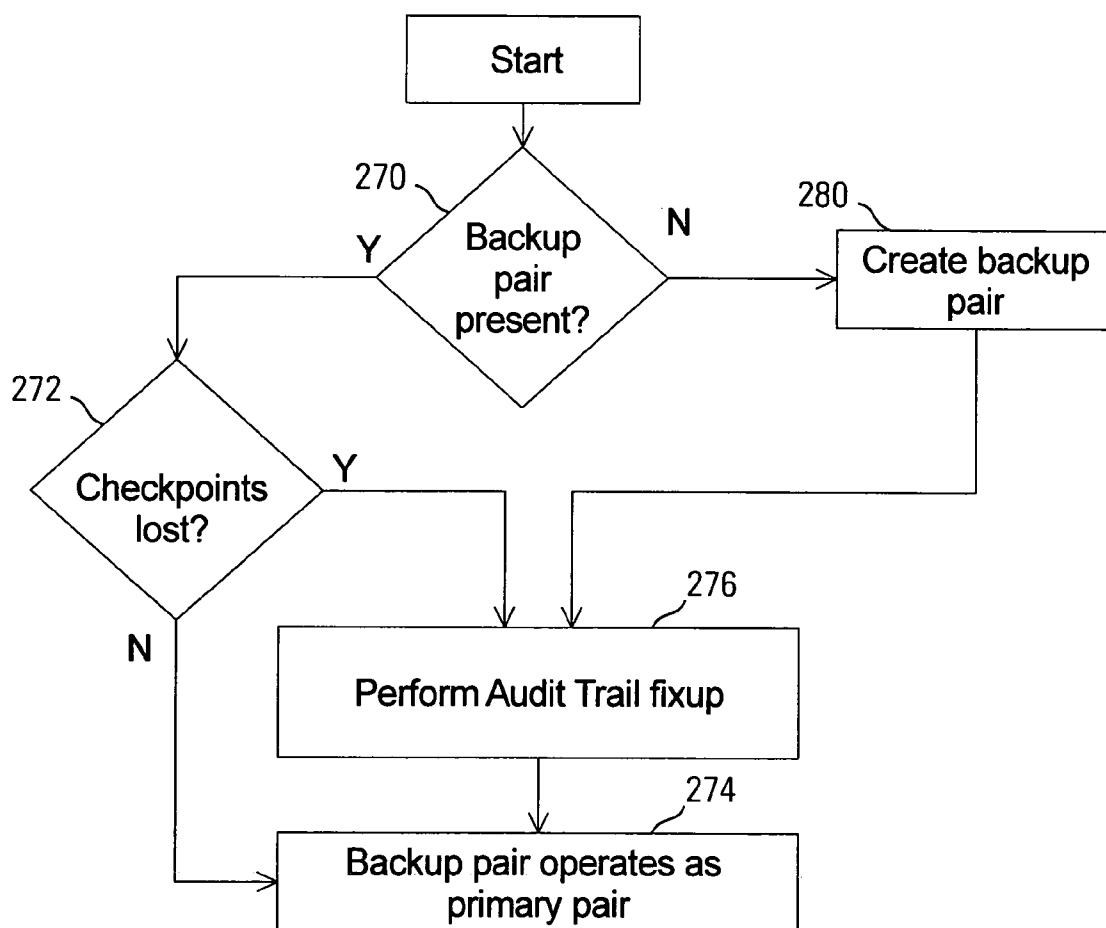 Start
270
Y
Backup
pair
present?
N
280
Create backup
pair
272
Checkpoints
lost?
Y
N
276
Perform Audit Trail fixup
274
Backup pair operates as
primary pair